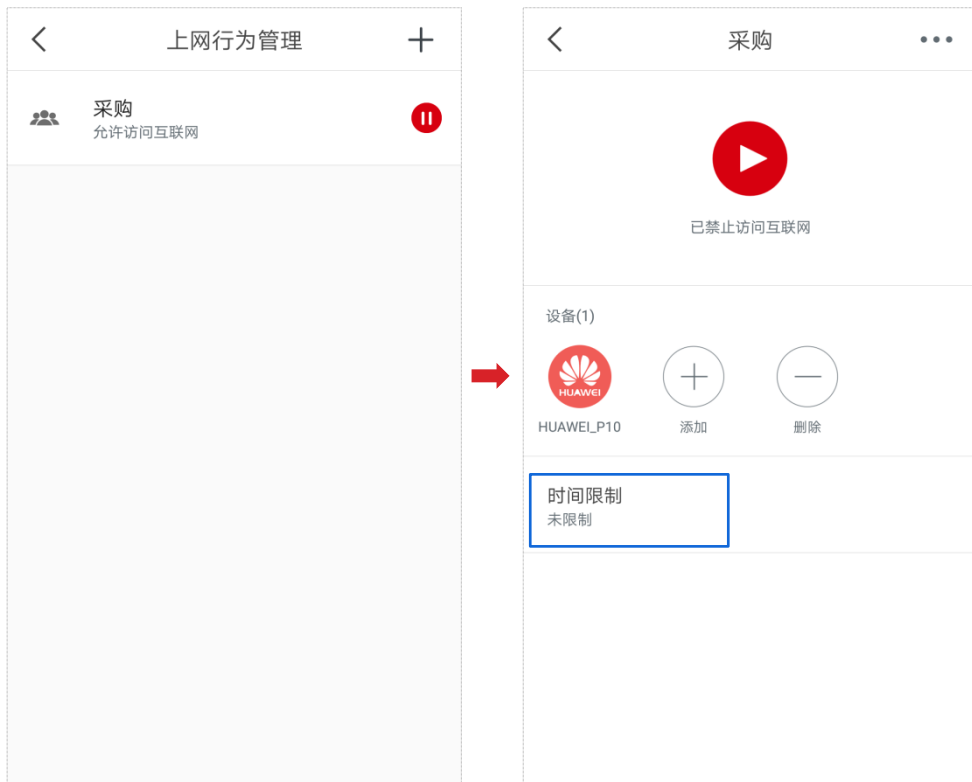 上网行为管理
采购
允许访问互联网
采购
已禁止访问互联网
设备(1)
HUAWEI
HUAWEI_P10
添加
删除
时间限制
未限制